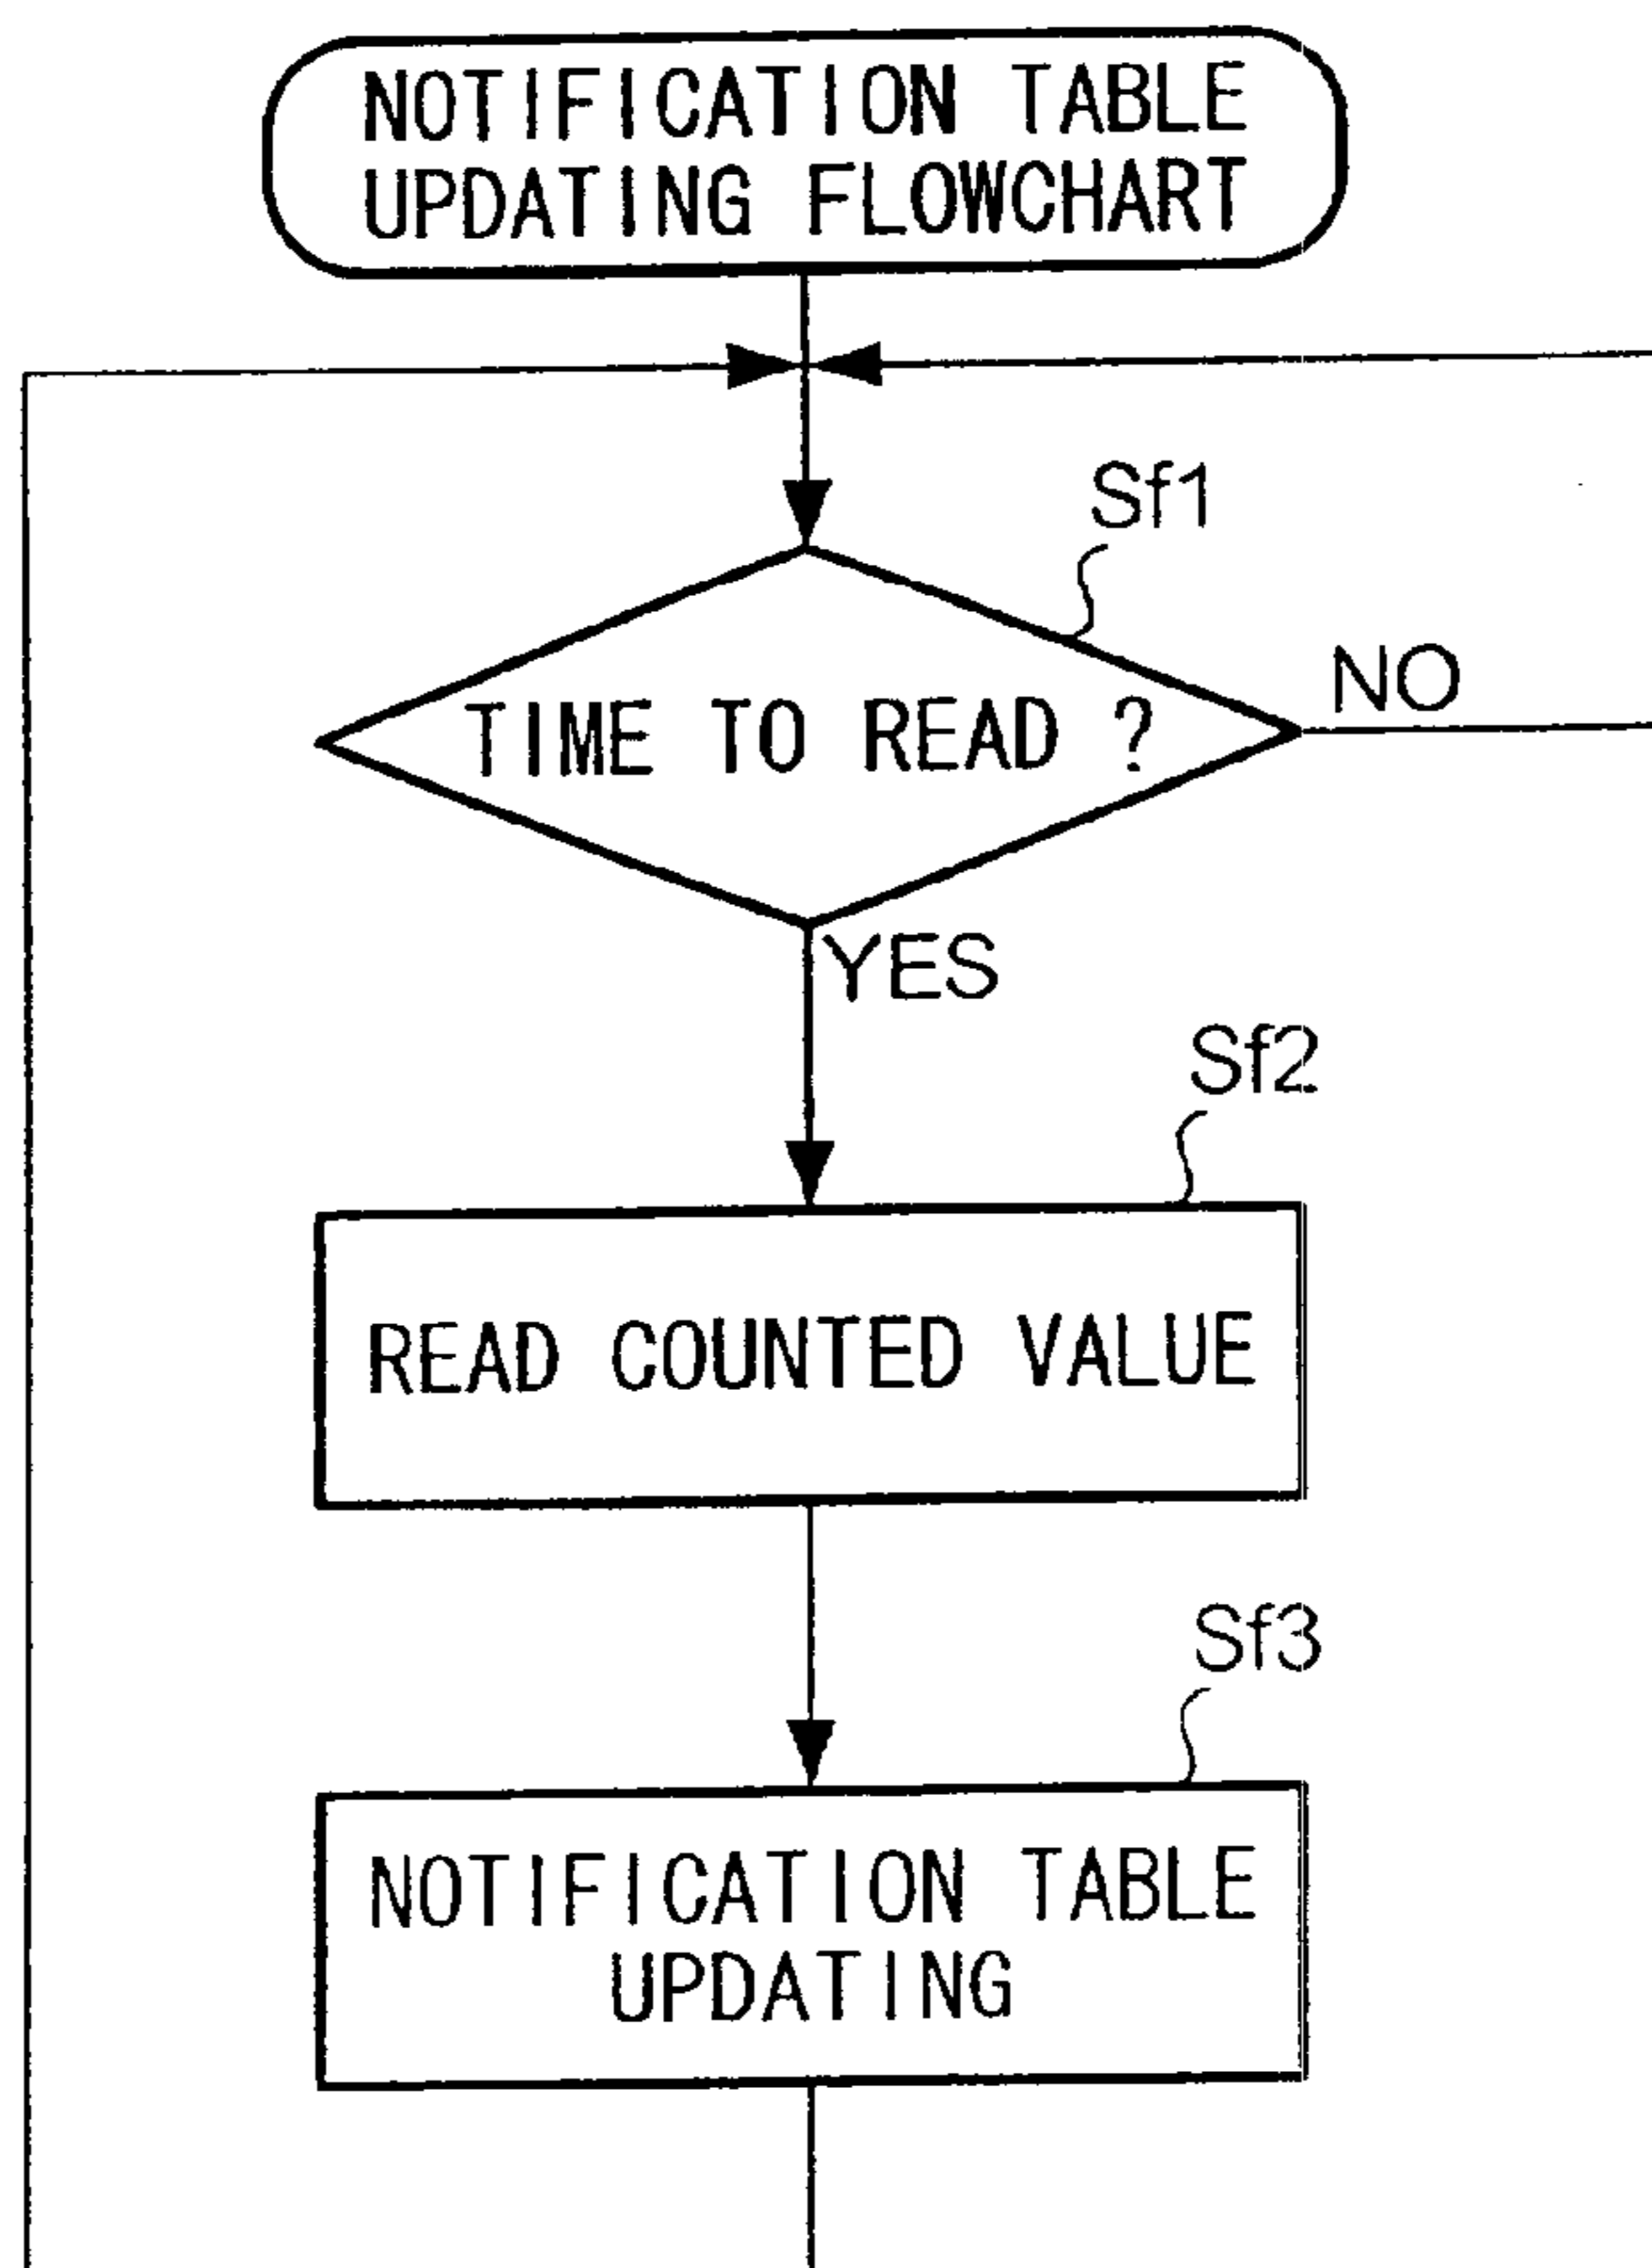 NOTIFICATION TABLE
UPDATING FLOWCHART
Sf1
TIME TO READ ?
NO
YES
Sf2
READ COUNTED VALUE
Sf3
NOTIFICATION TABLE
UPDATING